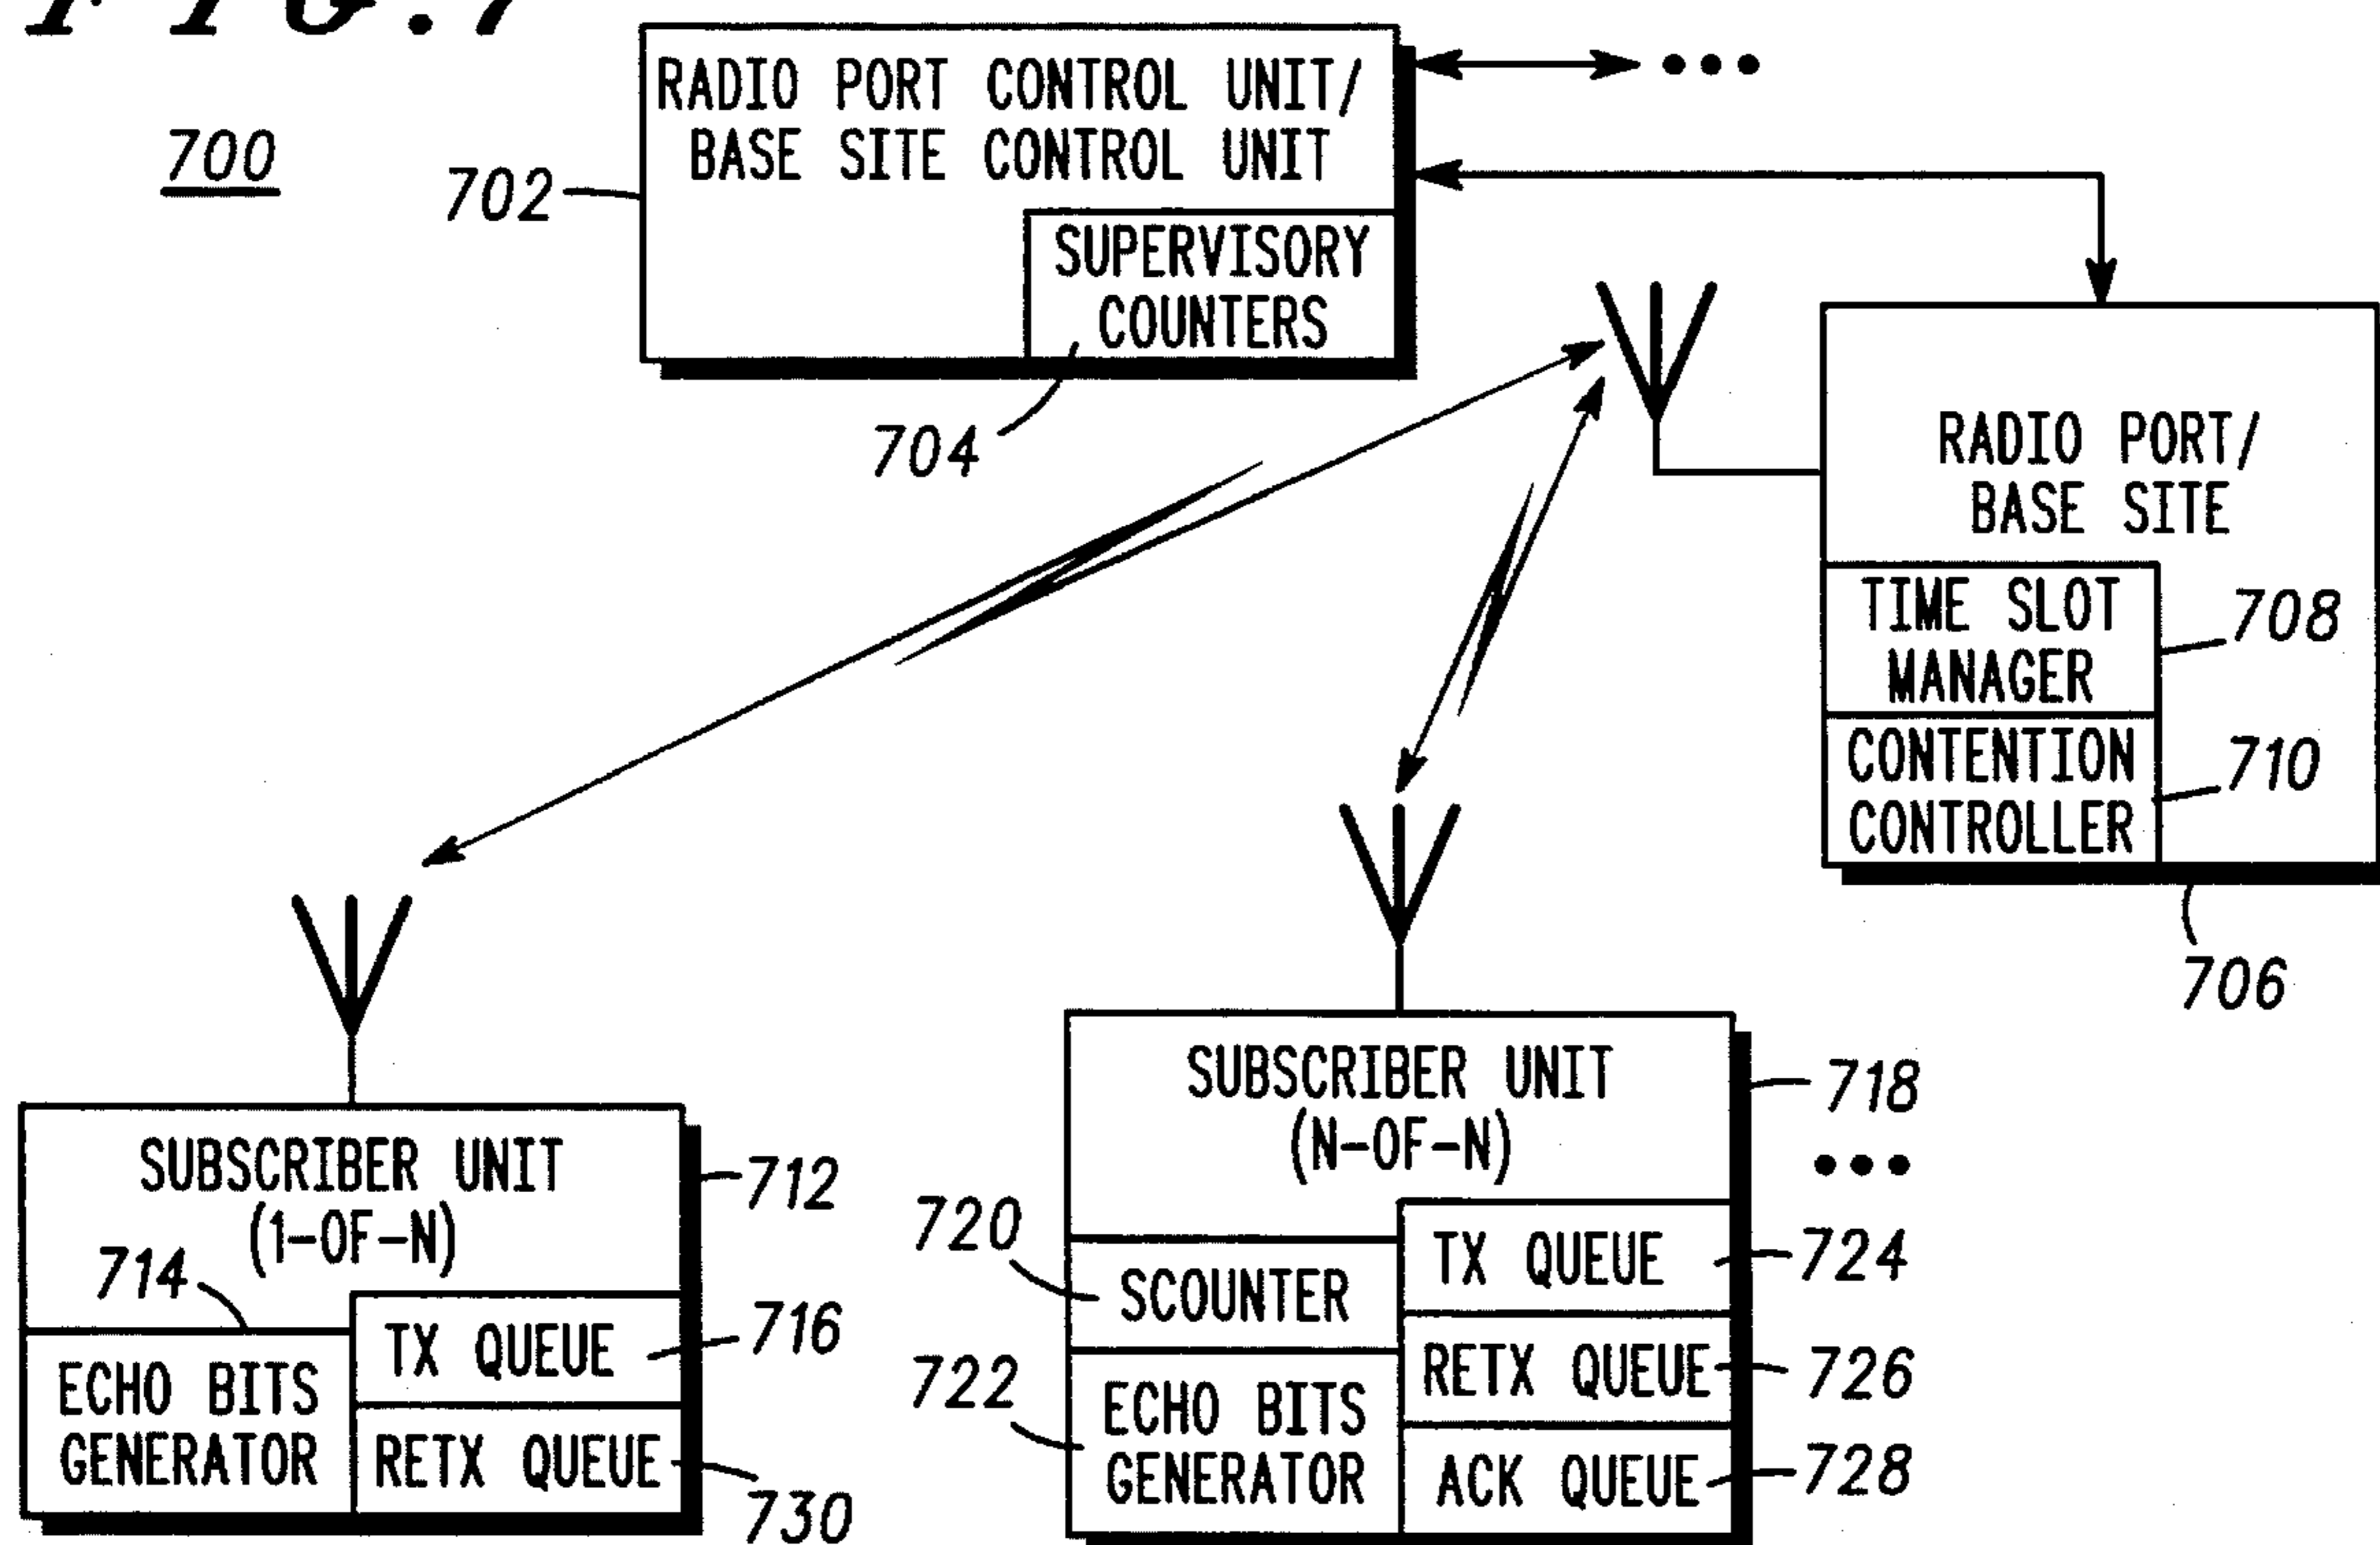 FIG. 7
700
RADIO PORT CONTROL UNIT/
BASE SITE CONTROL UNIT
702
SUPERVISORY
COUNTERS
704
RADIO PORT/
BASE SITE
TIME SLOT
MANAGER
708
CONTENTION
CONTROLLER
710
706
SUBSCRIBER UNIT
(1-OF-N)
712
714
TX QUEUE
716
ECHO BITS
GENERATOR
RETX QUEUE
730
SUBSCRIBER UNIT
(N-OF-N)
718
•••
720
SCOUNTER
TX QUEUE
724
722
ECHO BITS
GENERATOR
RETX QUEUE
726
ACK QUEUE
728